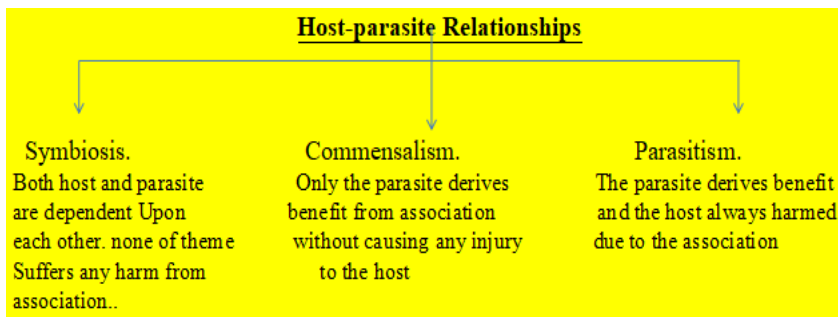 Host-parasite Relationships
Symbiosis.
Both host and parasite
are dependent Upon
each other. none of theme
Suffers any harm from
association..
Commensalism.
Only the parasite derives
benefit from association
without causing any injury
to the host
Parasitism.
The parasite derives benefit
and the host always harmed
due to the association